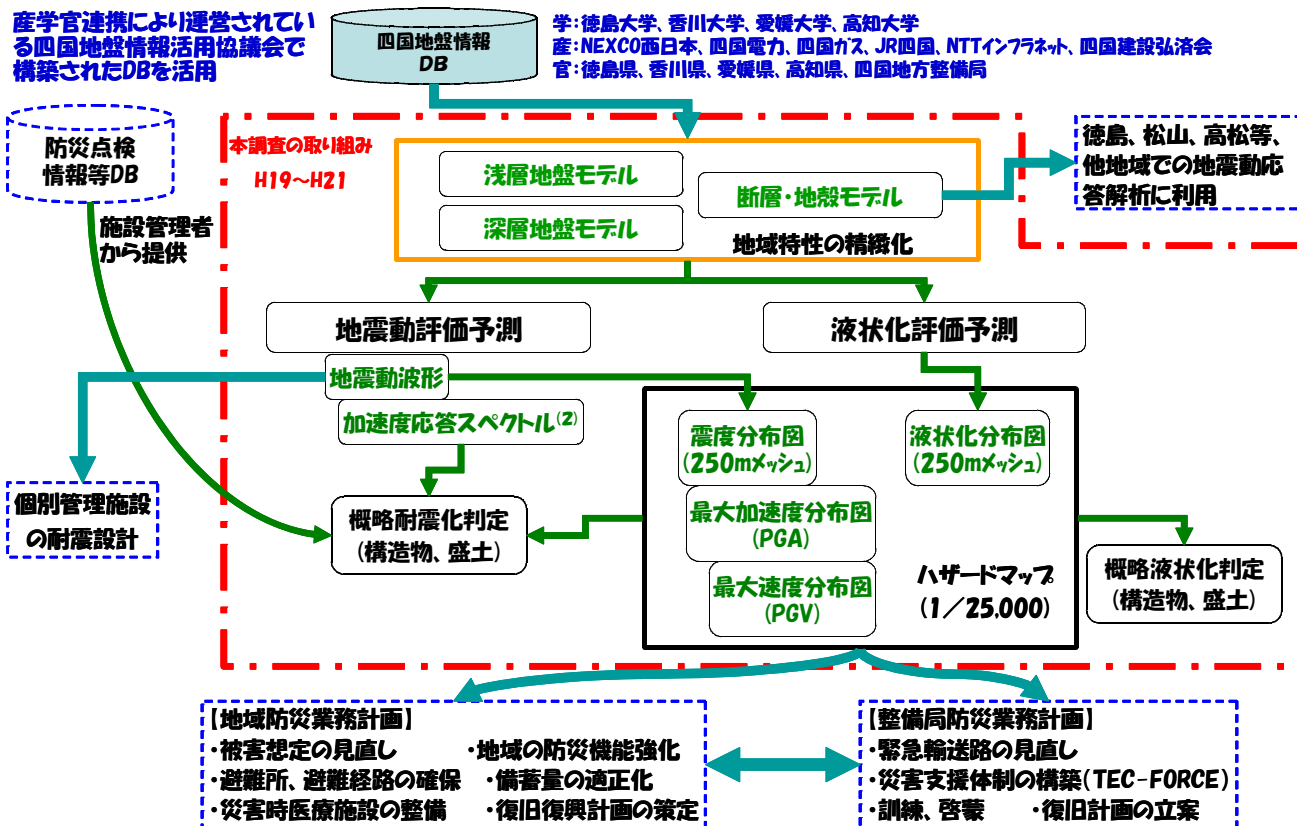 産学官連携により運営されてい
る四国地盤情報活用協議会で
構築されたDBを活用
四国地盤情報
DB
学:徳島大学、香川大学、愛媛大学、高知大学
産:NEXCO西日本、四国電力、四国ガス、JR四国、NTTインフラネット、四国建設弘済会
官:徳島県、香川県、愛媛県、高知県、四国地方整備局
防災点検
情報等DB
本調査の取り組み
H19~H21
浅層地盤モデル
断層・地殻モデル
深層地盤モデル
地域特性の精緻化
徳島、松山、高松等、
他地域での地震動応
答解析に利用
施設管理者
から提供
地震動評価予測
液状化評価予測
地震動波形
加速度応答スペクトル(2)
震度分布図
(250mメッシュ)
液状化分布図
(250mメッシュ)
個別管理施設
の耐震設計
概略耐震化判定
(構造物、盛土)
最大加速度分布図
(PGA)
最大速度分布図
(PGV)
ハザードマップ
(1/25,000)
概略液状化判定
(構造物、盛土)
【地域防災業務計画】
・被害想定の見直し ・地域の防災機能強化
・避難所、避難経路の確保 ・備蓄量の適正化
・災害時医療施設の整備 ・復旧復興計画の策定
【整備局防災業務計画】
・緊急輸送路の見直し
・災害支援体制の構築(TEC-FORCE)
・訓練、啓蒙 ・復旧計画の立案